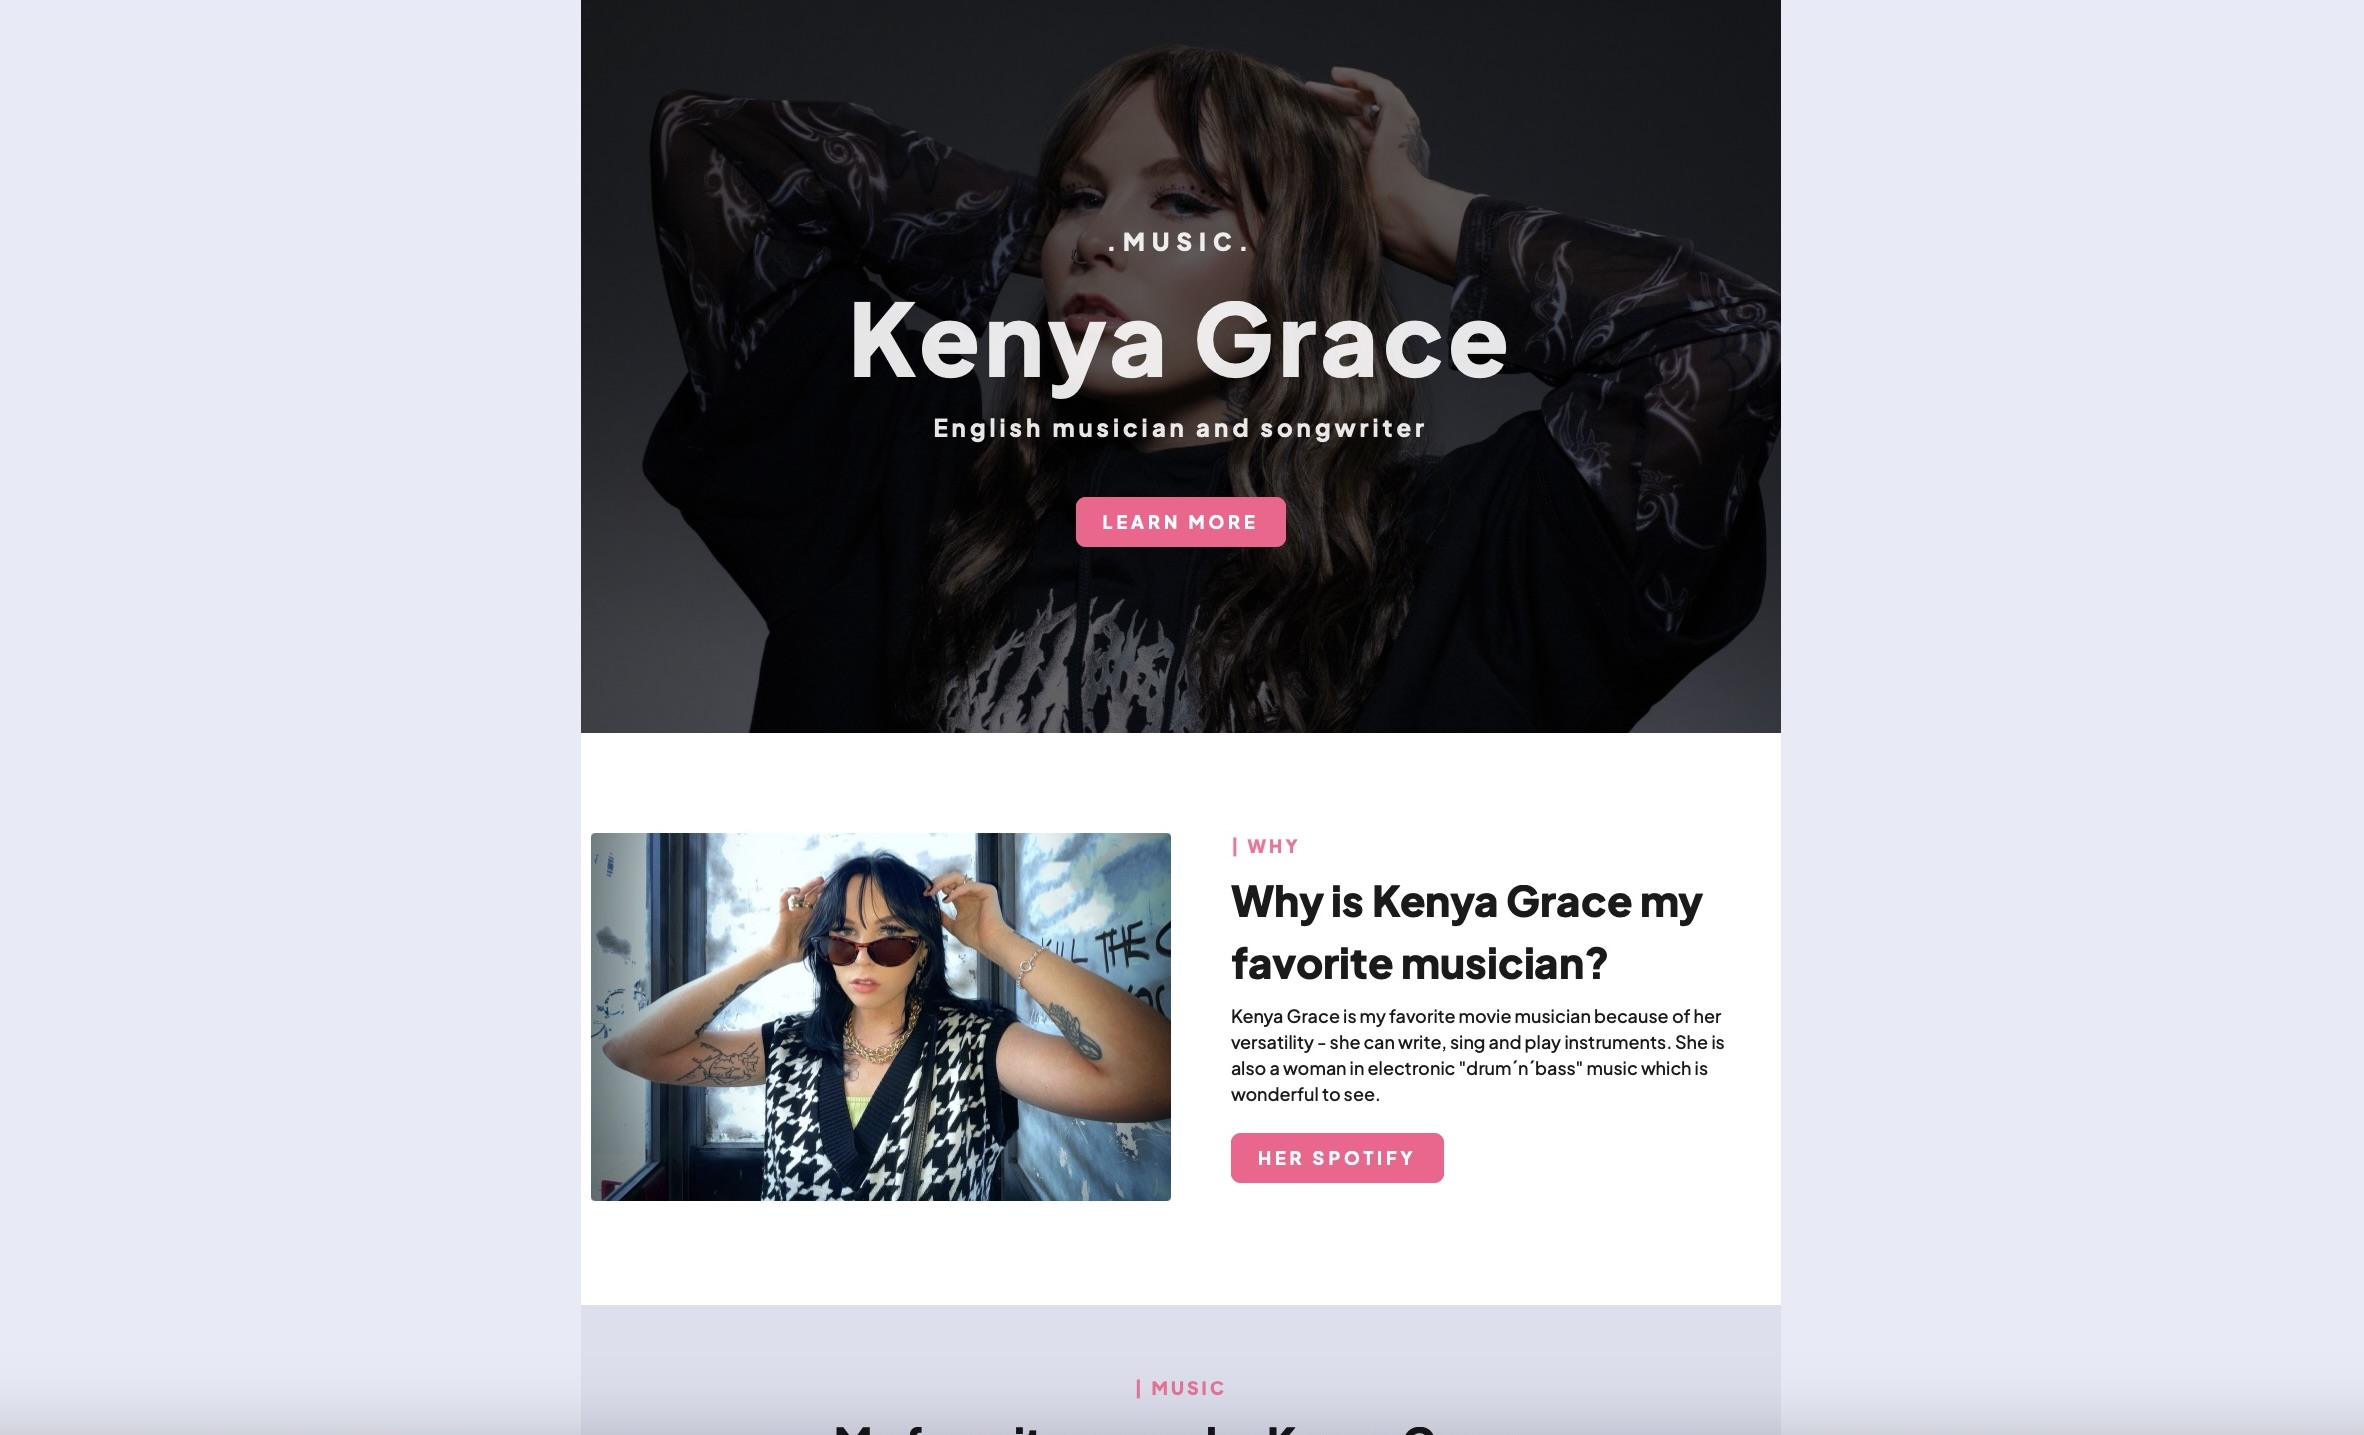 .MUSIC.
Kenya Grace
English musician and songwriter
LEARN MORE
KILL THE
| WHY
Why is Kenya Grace my
favorite musician?
Kenya Grace is my favorite movie musician because of her
versatility - she can write, sing and play instruments. She is
also a woman in electronic "drum´n´bass" music which is
wonderful to see.
HER SPOTIFY
| MUSIC